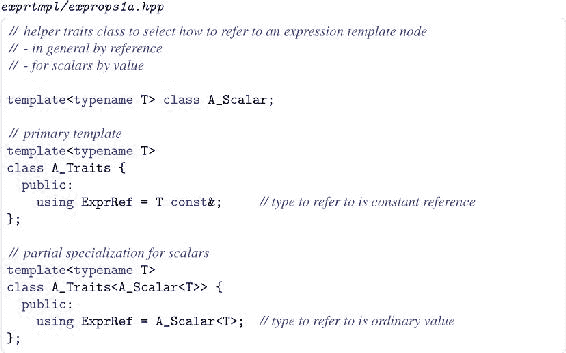 exprtmpl/exprops1a.hpp
// helper traits class to select how to refer to an expression template node
// - in general by reference
// - for scalars by value
template<typename T> class A_Scalar;
// primary template
template<typename T>
class A_Traits {
public:
using ExprRef = T const&; // type to refer to is constant reference
};
// partial specialization for scalars
template<typename T>
class A_Traits<A_Scalar<T>> {
public:
using ExprRef = A_Scalar<T>; // type to refer to is ordinary value
};